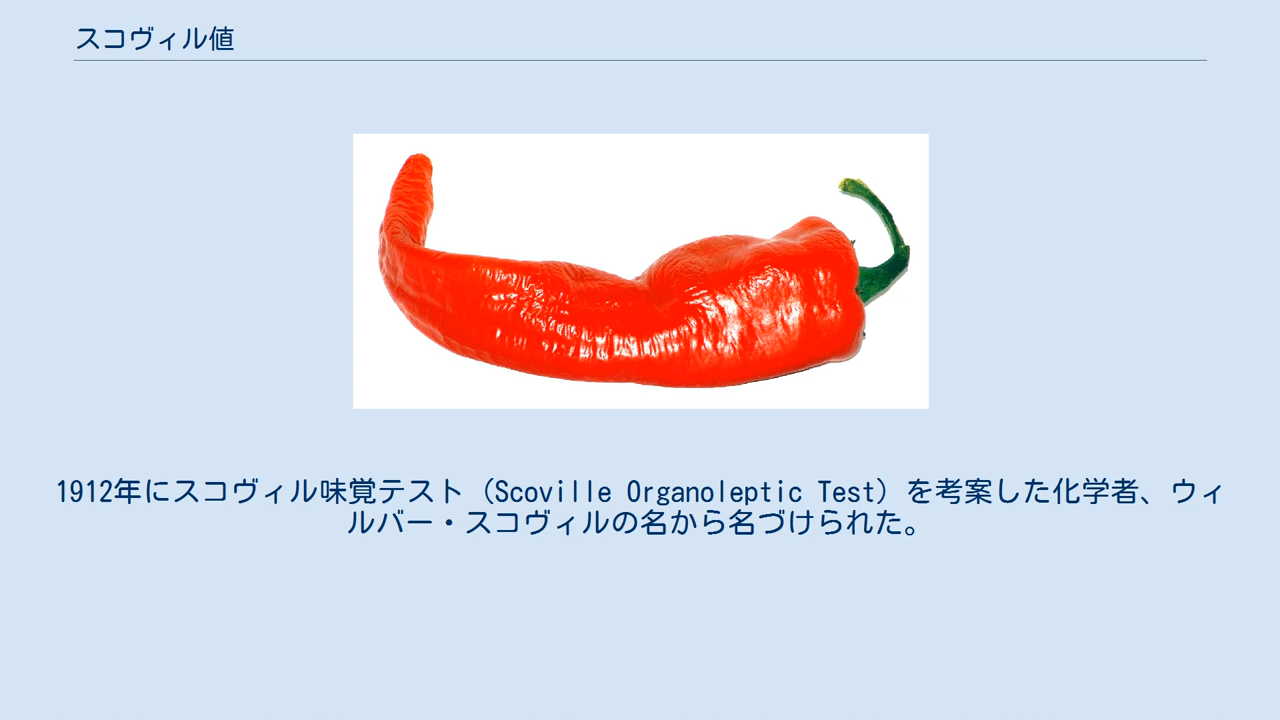 スコヴィル値
1912年にスコヴィル味覚テスト（Scoville Organoleptic Test）を考案した化学者、ウィ
ルバー・スコヴィルの名から名づけられた。